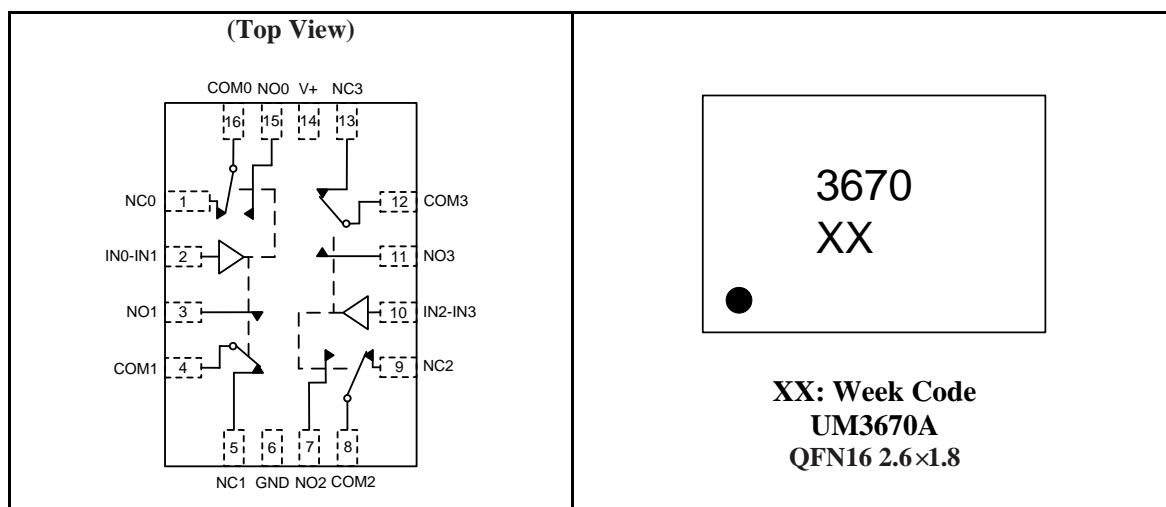 (Top View)
COM0 NO0 V+ NC3
16 15 14 13
NC0 1
12 COM3
IN0-IN1 2
11 NO3
NO1 3
10 IN2-IN3
COM1 4
9 NC2
5 6 7 8
NC1 GND NO2 COM2
3670
XX
XX: Week Code
UM3670A
QFN16 2.6×1.8